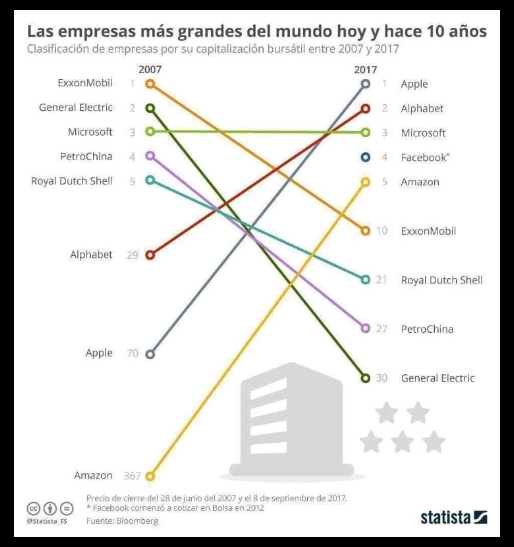 Las empresas más grandes del mundo hoy y hace 10 años
Clasificación de empresas por su capitalización bursátil entre 2007 y 2017
2007 2017
ExxonMobil 1 1 Apple
General Electric 2 2 Alphabet
Microsoft 3 3 Microsoft
PetroChina 4 4 Facebook*
Royal Dutch Shell 5 5 Amazon
10 ExxonMobil
Alphabet 29
21 Royal Dutch Shell
27 PetroChina
Apple 70
30 General Electric
Amazon 367
Precio de cierre del 28 de junio del 2007 y el 8 de septiembre de 2017.
* Facebook comenzó a cotizar en Bolsa en 2012
@Statista_ES Fuente: Bloomberg
statista